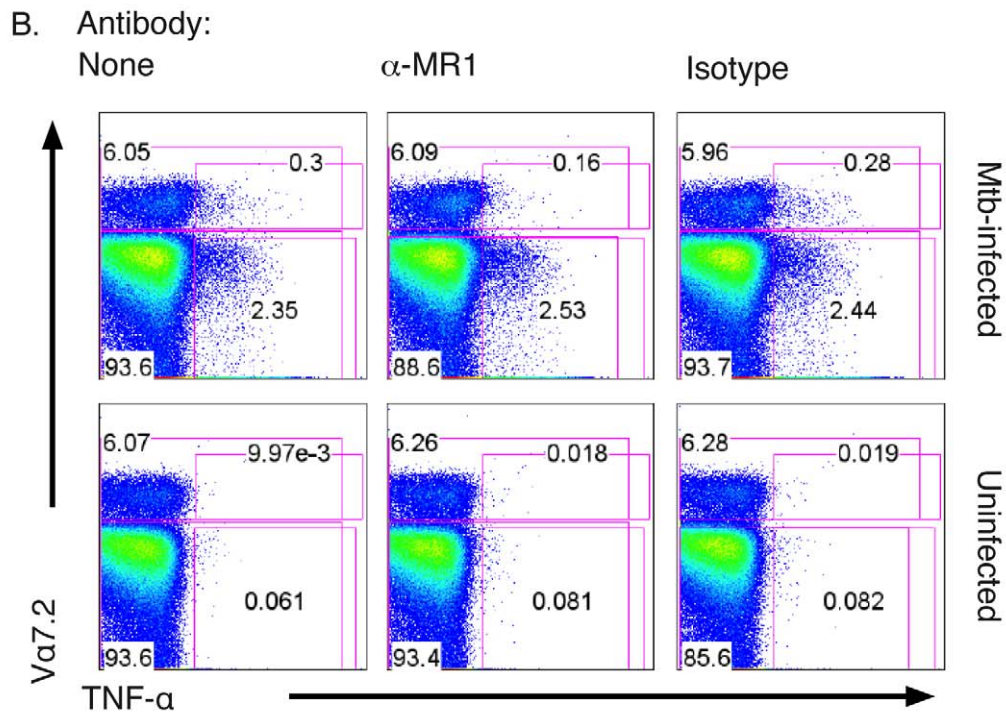 B. Antibody:
None α-MR1 Isotype
6.05 0.3 6.09 0.16 5.96 0.28
2.35 2.53 2.44
93.6 88.6 93.7
Mtb-infected
6.07 9.97e-3 6.26 0.018 6.28 0.019
0.061 0.081 0.082
93.6 93.4 85.6
Uninfected
Vα7.2
TNF-α